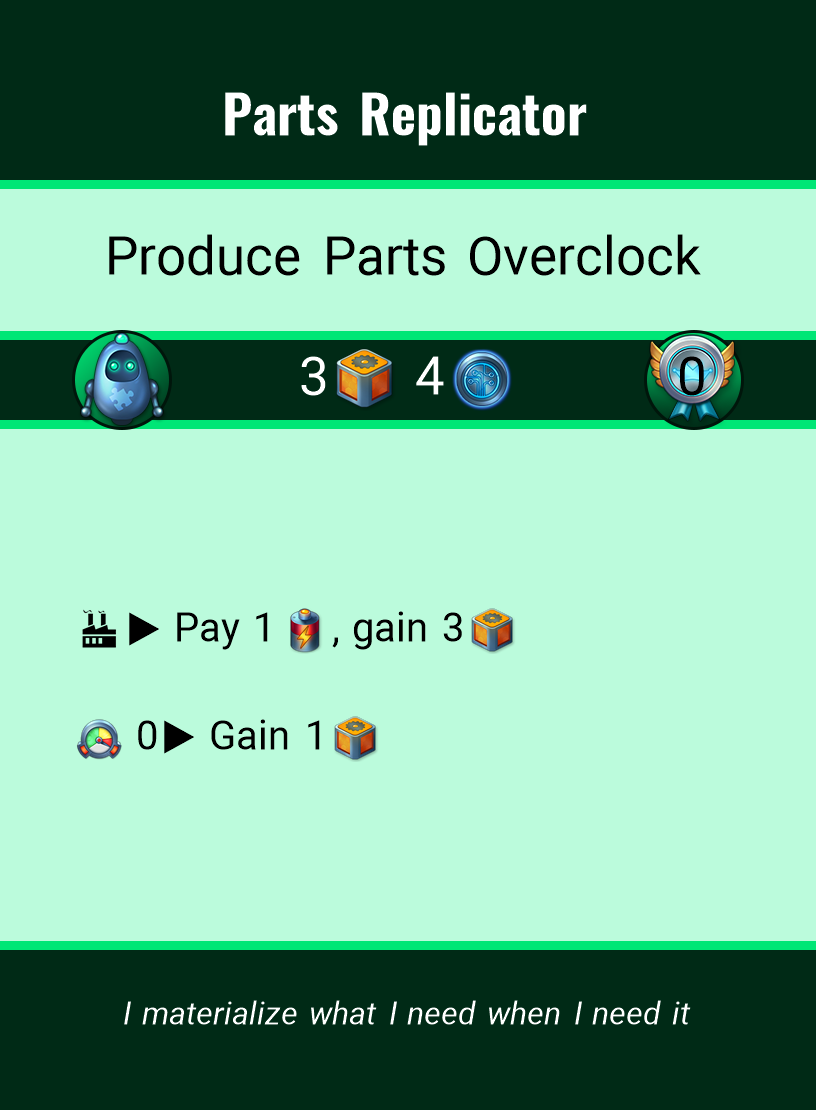 Parts Replicator
Produce Parts Overclock
3 4 0
Pay 1 , gain 3
0 Gain 1
I materialize what I need when I need it